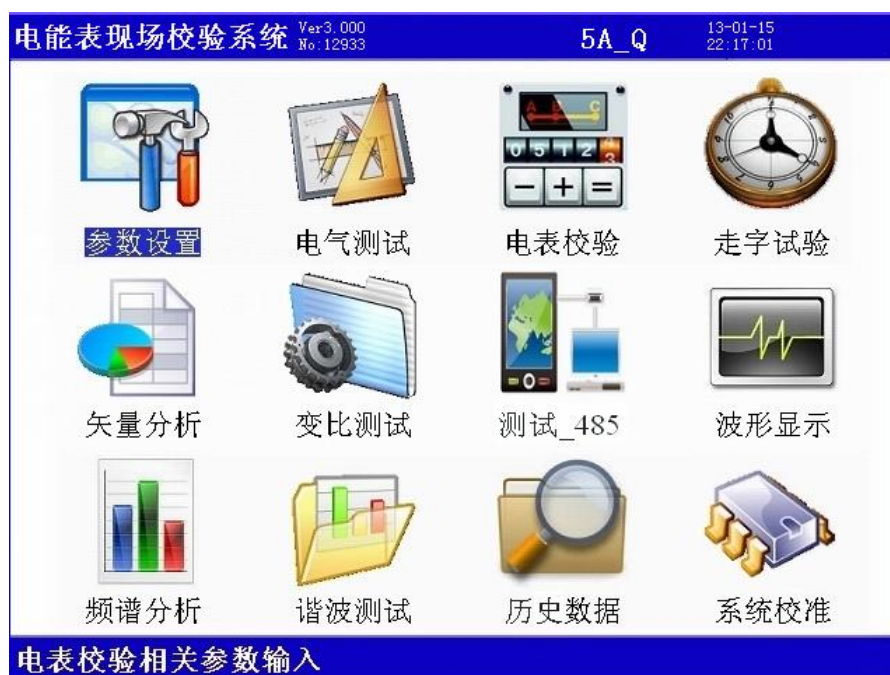 电能表现场校验系统 Ver3.000 5A_Q 13-01-15
No:12933 22:17:01
A B C
0 5 1 2
参数设置 电气测试 电表校验 走字试验
矢量分析 变比测试 测试_485 波形显示
频谱分析 谐波测试 历史数据 系统校准
电表校验相关参数输入